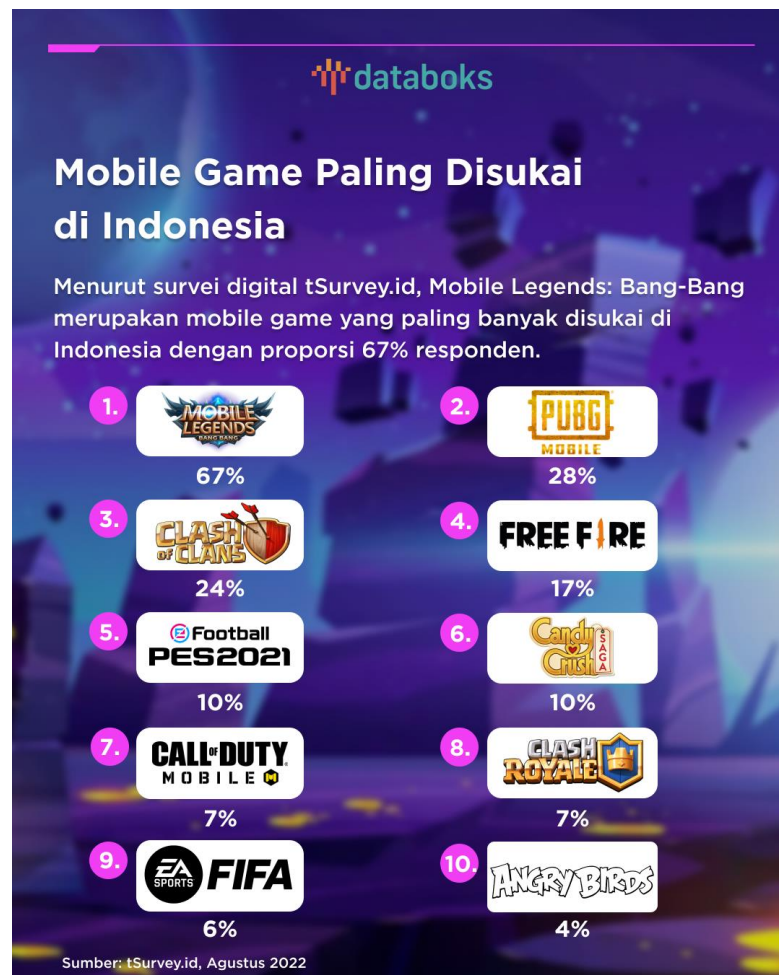 databoks
Mobile Game Paling Disukai
di Indonesia
Menurut survei digital tSurvey.id, Mobile Legends: Bang-Bang
merupakan mobile game yang paling banyak disukai di
Indonesia dengan proporsi 67% responden.
1.
MOBILE
LEGENDS
BANG BANG
67%
2.
PUBG
MOBILE
28%
3.
CLASH
OF CLANS
24%
4.
FREE FIRE
17%
5.
eFootball
PES2021
10%
6.
Candy
Crush
SAGA
10%
7.
CALL OF DUTY
MOBILE
7%
8.
CLASH
ROYALE
7%
9.
EA
SPORTS
FIFA
6%
10.
ANGRY BIRDS
4%
Sumber: tSurvey.id, Agustus 2022